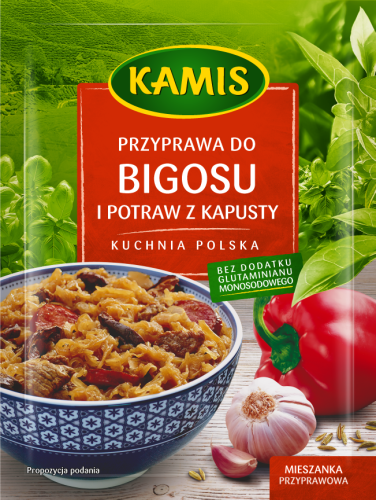 KAMIS
PRZYPRAWA DO
BIGOSU
I POTRAW Z KAPUSTY
KUCHNIA POLSKA
BEZ DODATKU
GLUTAMINIANU
MONOSODOWEGO
Propozycja podania
MIESZANKA
PRZYPRAWOWA